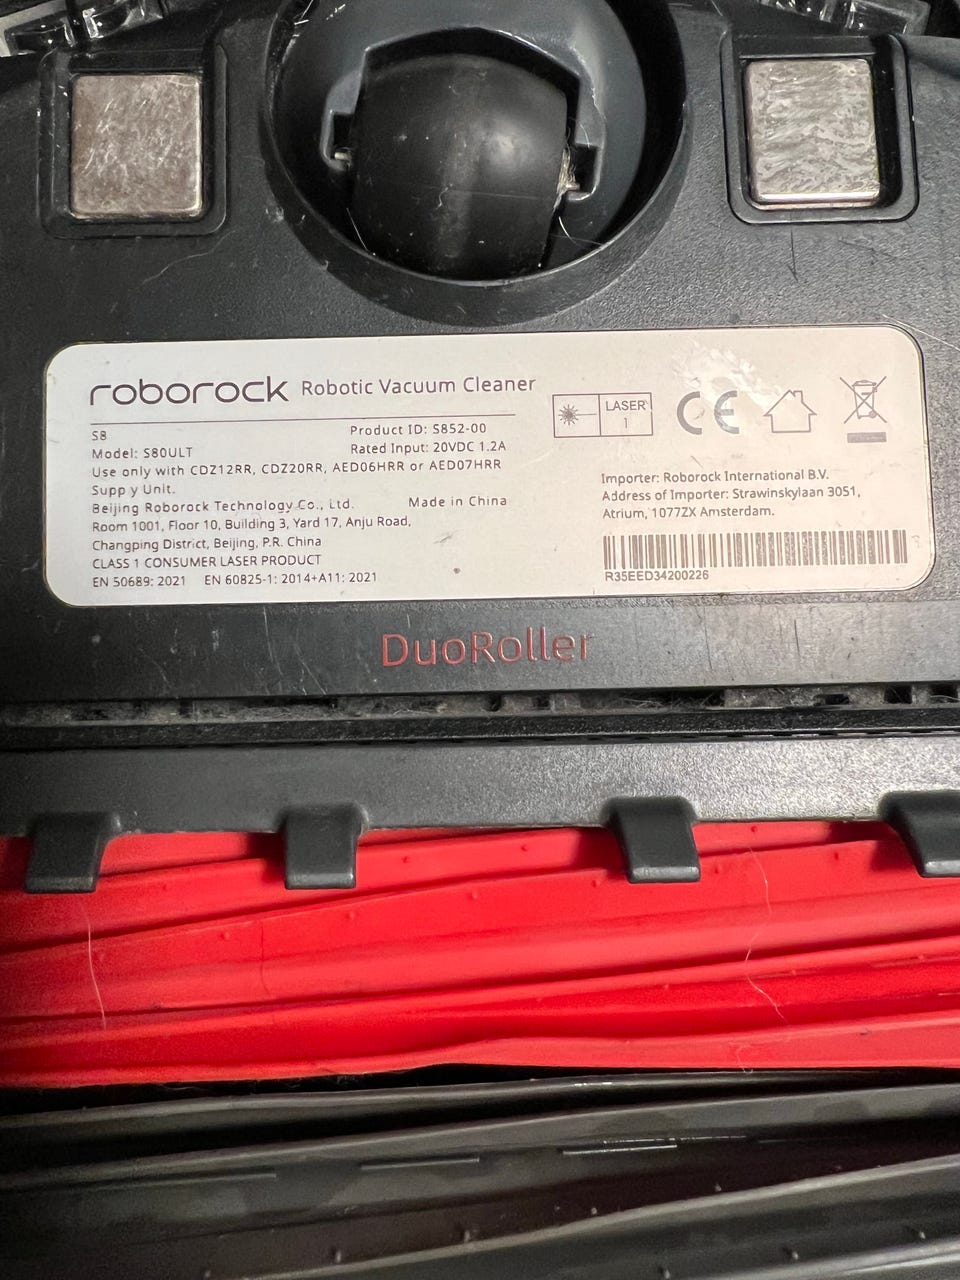 roborock Robotic Vacuum Cleaner
S8
Product ID: S852-00
Model: S80ULT
Rated Input: 20VDC 1.2A
Use only with CDZ12RR, CDZ20RR, AED06HRR or AED07HRR
Supp y Unit.
Beijing Roborock Technology Co., Ltd.
Made in China
Room 1001, Floor 10, Building 3, Yard 17, Anju Road,
Changping District, Beijing, P.R. China
CLASS 1 CONSUMER LASER PRODUCT
EN 50689: 2021 EN 60825-1: 2014+A11: 2021
LASER
1
CE
Importer: Roborock International B.V.
Address of Importer: Strawinskylaan 3051,
Atrium, 1077ZX Amsterdam.
R35EED34200226
DuoRoller